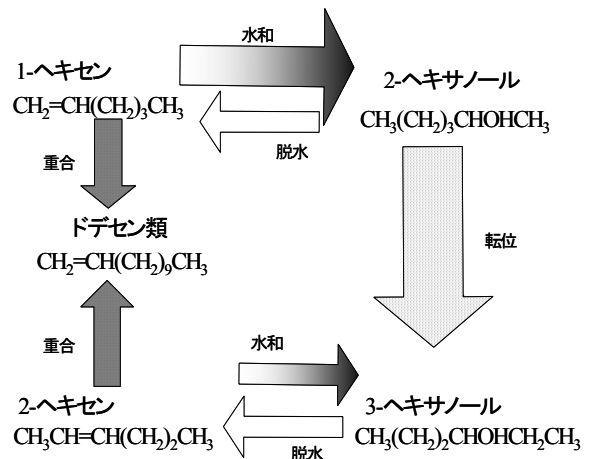 水和
1-ヘキセン
CH₂=CH(CH₂)₃CH₃
2-ヘキサノール
CH₃(CH₂)₃CHOHCH₃
脱水
重合
ドデセン類
CH₂=CH(CH₂)₉CH₃
転位
重合
水和
2-ヘキセン
CH₃CH=CH(CH₂)₂CH₃
3-ヘキサノール
CH₃(CH₂)₂CHOHCH₂CH₃
脱水